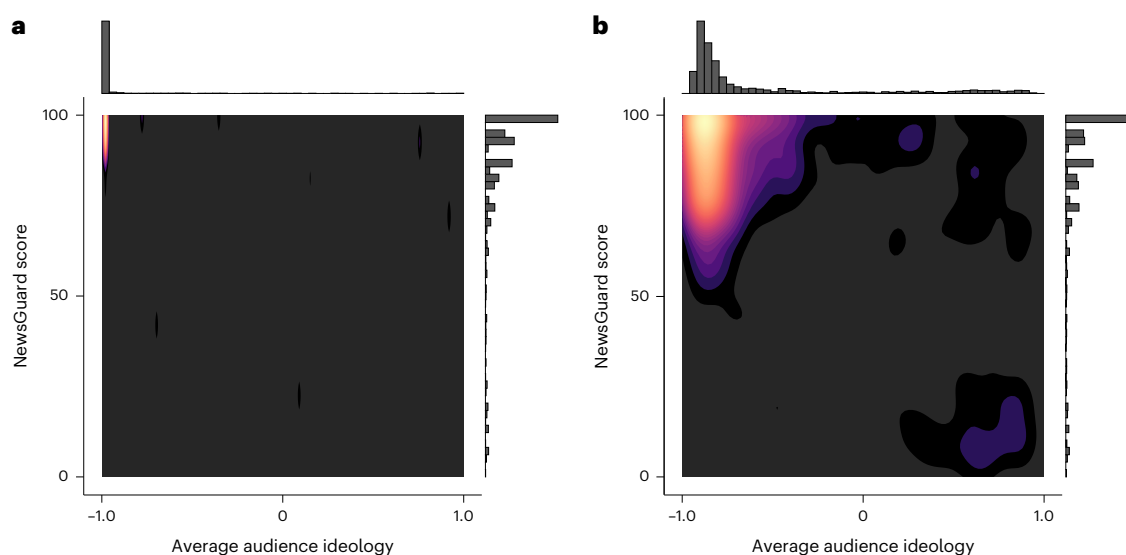 a
100
50
0
NewsGuard score
–1.0 0 1.0
Average audience ideology
b
100
50
0
NewsGuard score
–1.0 0 1.0
Average audience ideology